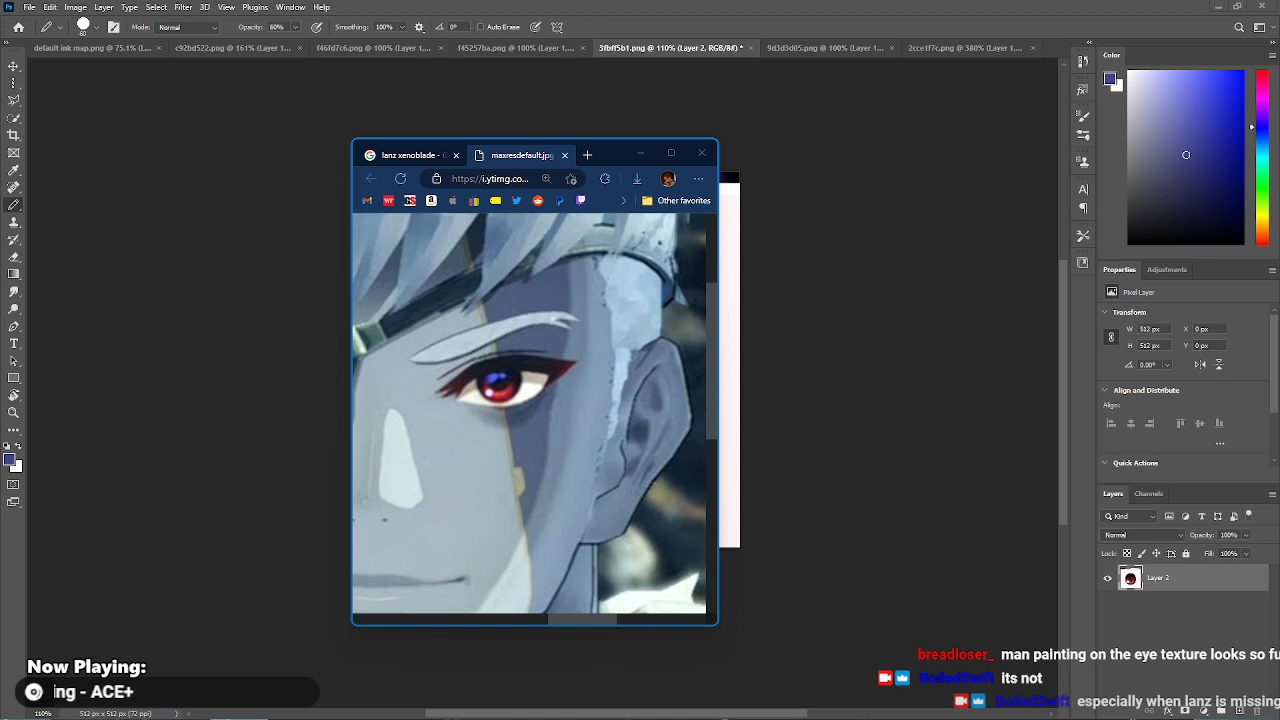 File Edit Image Layer Type Select Filter 3D View Plugins Window Help
Mode: Normal Opacity: 60% Smoothing: 100% 0° Auto Erase
60
default ink map.png @ 75.1% (L... × c92bd522.png @ 161% (Layer 1... × f46fd7c6.png @ 100% (Layer 1,... × f45257ba.png @ 100% (Layer 1,... × 3fbff5b1.png @ 110% (Layer 2, RGB/8#) * × 9d3d3d05.png @ 100% (Layer 1,... × 2cce1f7c.png @ 380% (Layer 1,... ×
Color
lanz xenoblade - G × maxresdefault.jpg ×
https://i.ytimg.co...
Other favorites
Properties Adjustments
Pixel Layer
Transform
W 512 px X 0 px
H 512 px Y 0 px
0.00°
Align and Distribute
Align:
Quick Actions
Layers Channels
Kind
Normal Opacity: 100%
Lock: Fill: 100%
Layer 2
Now Playing:
ing - ACE+
breadloser_ man painting on the eye texture looks so fu
BoiledSwift its not
BoiledSwift especially when lanz is missing
110% 512 px x 512 px (72 ppi)